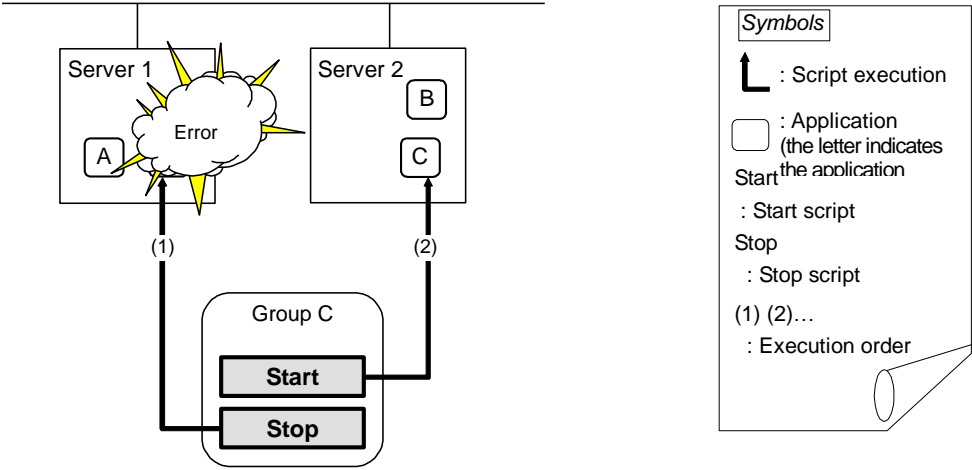 Server 1
Error
A
Server 2
B
C
(1)
(2)
Group C
Start
Stop
Symbols
: Script execution
: Application
(the letter indicates
the application
Start
: Start script
Stop
: Stop script
(1) (2)…
: Execution order